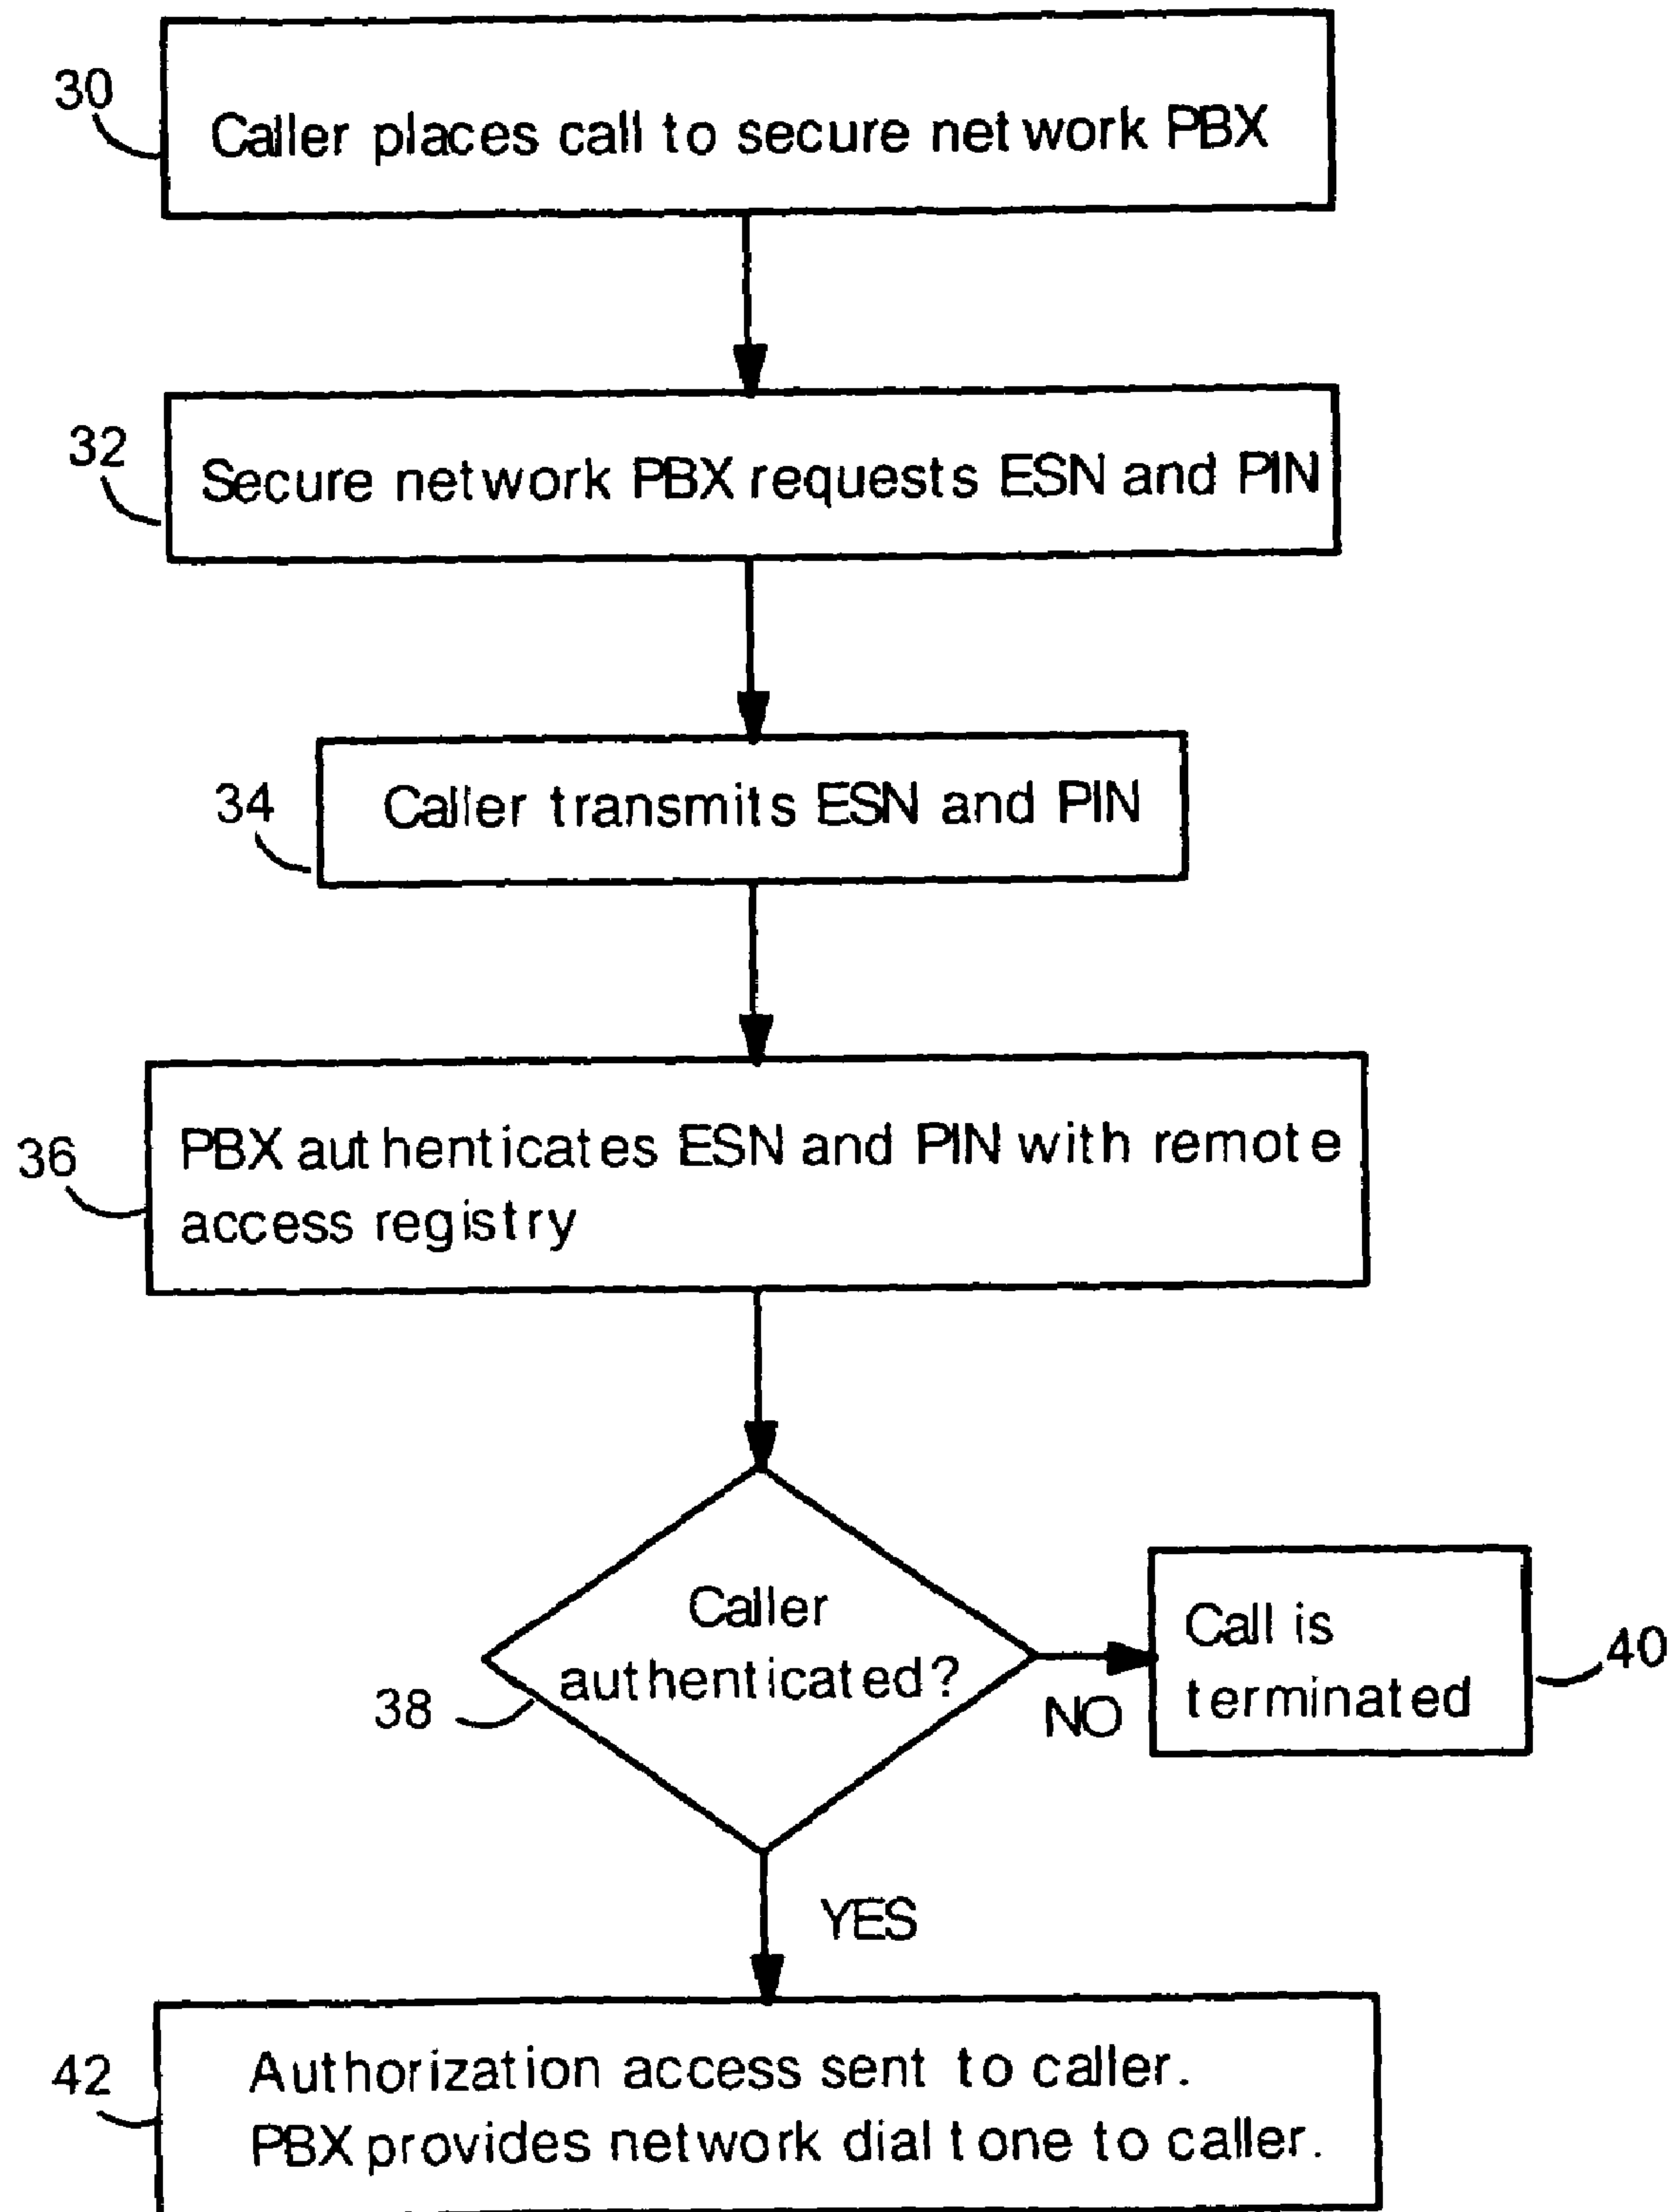 30
Caller places call to secure network PBX
32
Secure network PBX requests ESN and PIN
34
Caller transmits ESN and PIN
36
PBX authenticates ESN and PIN with remote
access registry
Caller
authenticated?
38
NO
Call is
terminated
40
YES
42
Authorization access sent to caller.
PBX provides network dial tone to caller.